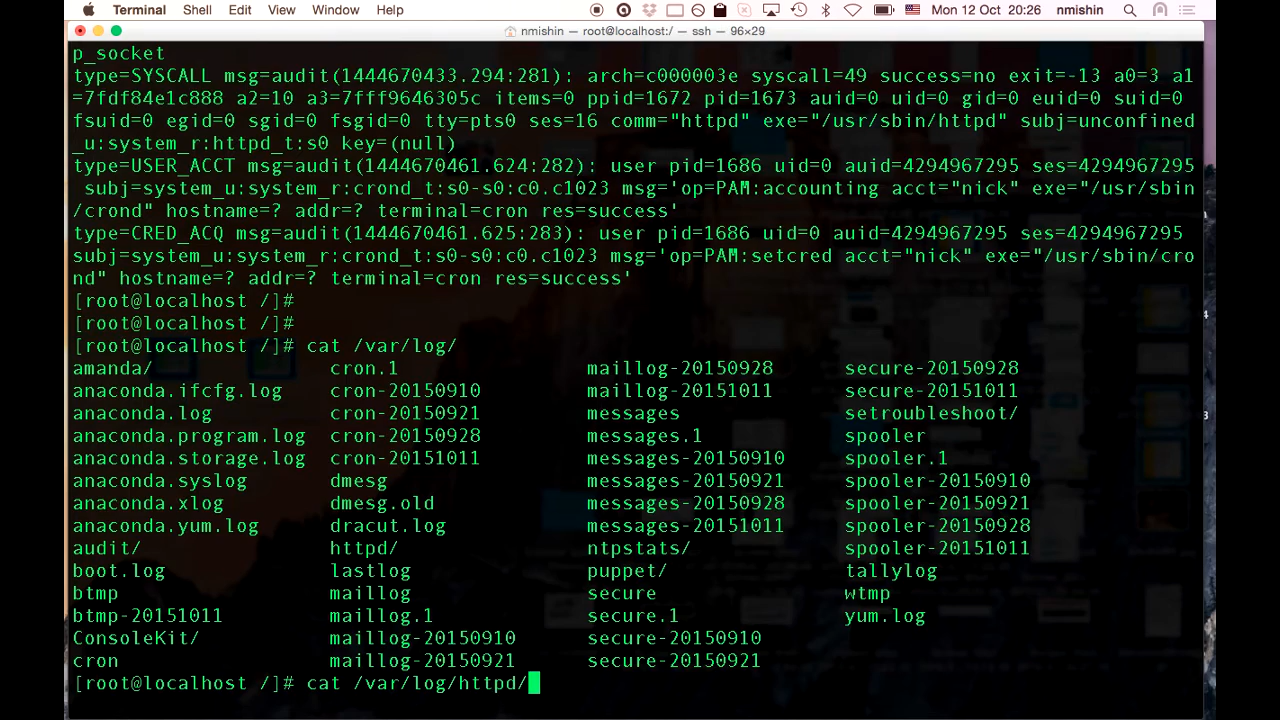 Terminal Shell Edit View Window Help Mon 12 Oct 20:26 nmishin
nmishin — root@localhost:/ — ssh — 96×29
p_socket
type=SYSCALL msg=audit(1444670433.294:281): arch=c000003e syscall=49 success=no exit=-13 a0=3 a1
=7fdf84e1c888 a2=10 a3=7fff9646305c items=0 ppid=1672 pid=1673 auid=0 uid=0 gid=0 euid=0 suid=0
fsuid=0 egid=0 sgid=0 fsgid=0 tty=pts0 ses=16 comm="httpd" exe="/usr/sbin/httpd" subj=unconfined
_u:system_r:httpd_t:s0 key=(null)
type=USER_ACCT msg=audit(1444670461.624:282): user pid=1686 uid=0 auid=4294967295 ses=4294967295
subj=system_u:system_r:crond_t:s0-s0:c0.c1023 msg='op=PAM:accounting acct="nick" exe="/usr/sbin
/crond" hostname=? addr=? terminal=cron res=success'
type=CRED_ACQ msg=audit(1444670461.625:283): user pid=1686 uid=0 auid=4294967295 ses=4294967295
subj=system_u:system_r:crond_t:s0-s0:c0.c1023 msg='op=PAM:setcred acct="nick" exe="/usr/sbin/cro
nd" hostname=? addr=? terminal=cron res=success'
[root@localhost /]#
[root@localhost /]#
[root@localhost /]# cat /var/log/
amanda/ cron.1 maillog-20150928 secure-20150928
anaconda.ifcfg.log cron-20150910 maillog-20151011 secure-20151011
anaconda.log cron-20150921 messages setroubleshoot/
anaconda.program.log cron-20150928 messages.1 spooler
anaconda.storage.log cron-20151011 messages-20150910 spooler.1
anaconda.syslog dmesg messages-20150921 spooler-20150910
anaconda.xlog dmesg.old messages-20150928 spooler-20150921
anaconda.yum.log dracut.log messages-20151011 spooler-20150928
audit/ httpd/ ntpstats/ spooler-20151011
boot.log lastlog puppet/ tallylog
btmp maillog secure wtmp
btmp-20151011 maillog.1 secure.1 yum.log
ConsoleKit/ maillog-20150910 secure-20150910
cron maillog-20150921 secure-20150921
[root@localhost /]# cat /var/log/httpd/